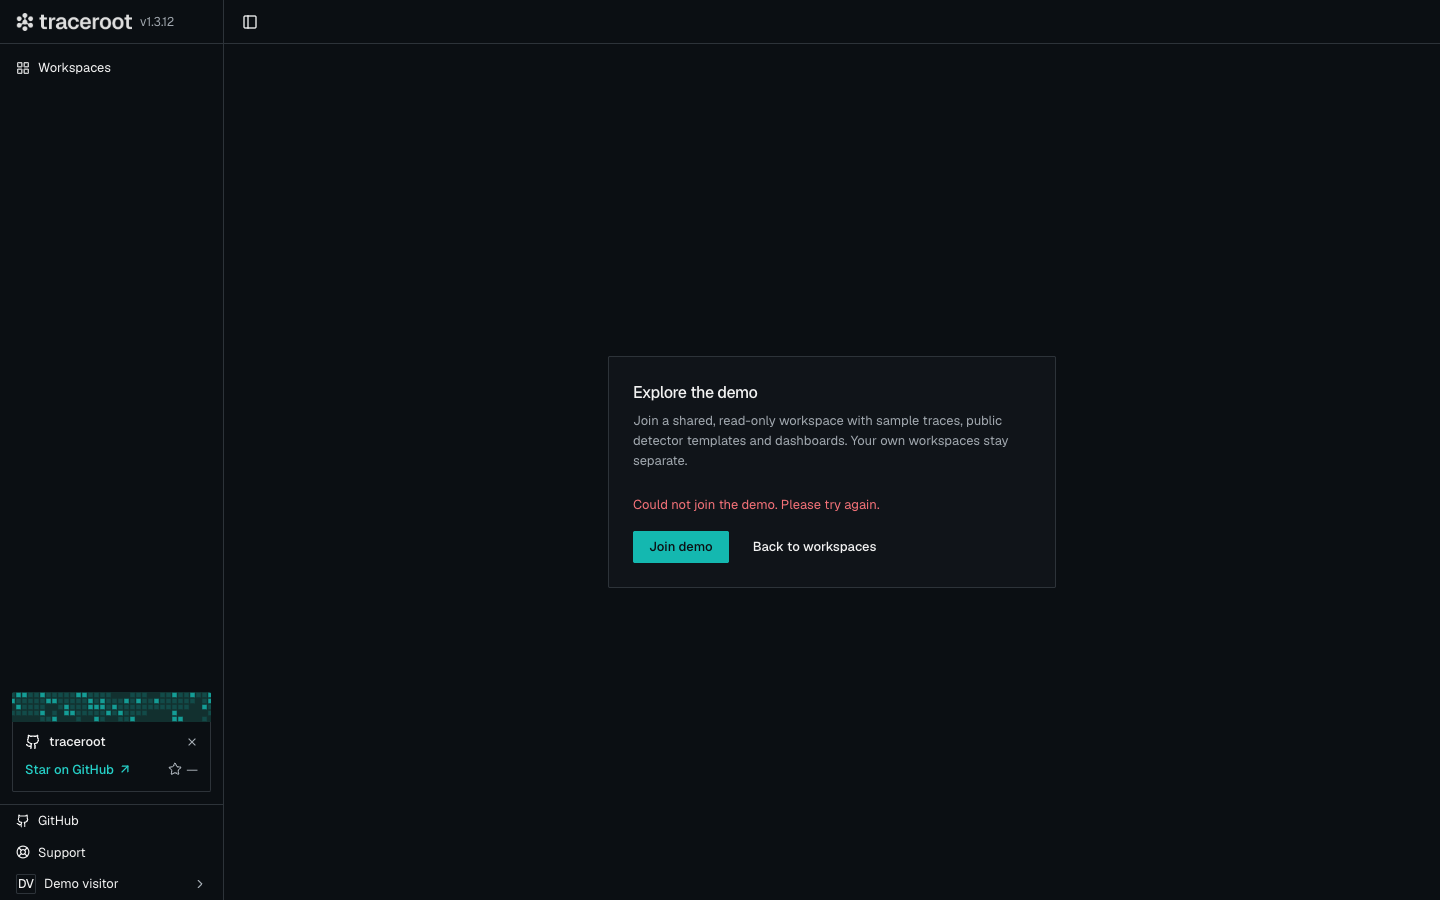 traceroot v1.3.12
Workspaces
Explore the demo
Join a shared, read-only workspace with sample traces, public
detector templates and dashboards. Your own workspaces stay
separate.
Could not join the demo. Please try again.
Join demo
Back to workspaces
traceroot
Star on GitHub
GitHub
Support
DV Demo visitor